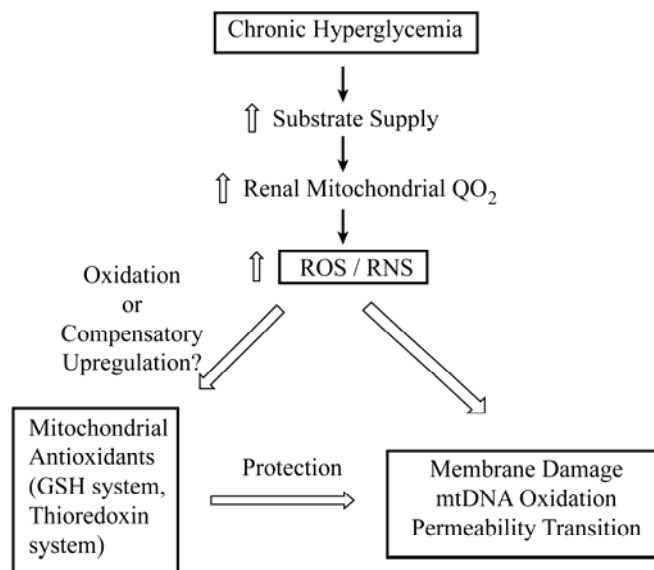 Chronic Hyperglycemia
⇧ Substrate Supply
⇧ Renal Mitochondrial QO₂
⇧ ROS / RNS
Oxidation
or
Compensatory
Upregulation?
Mitochondrial
Antioxidants
(GSH system,
Thioredoxin
system)
Protection
Membrane Damage
mtDNA Oxidation
Permeability Transition